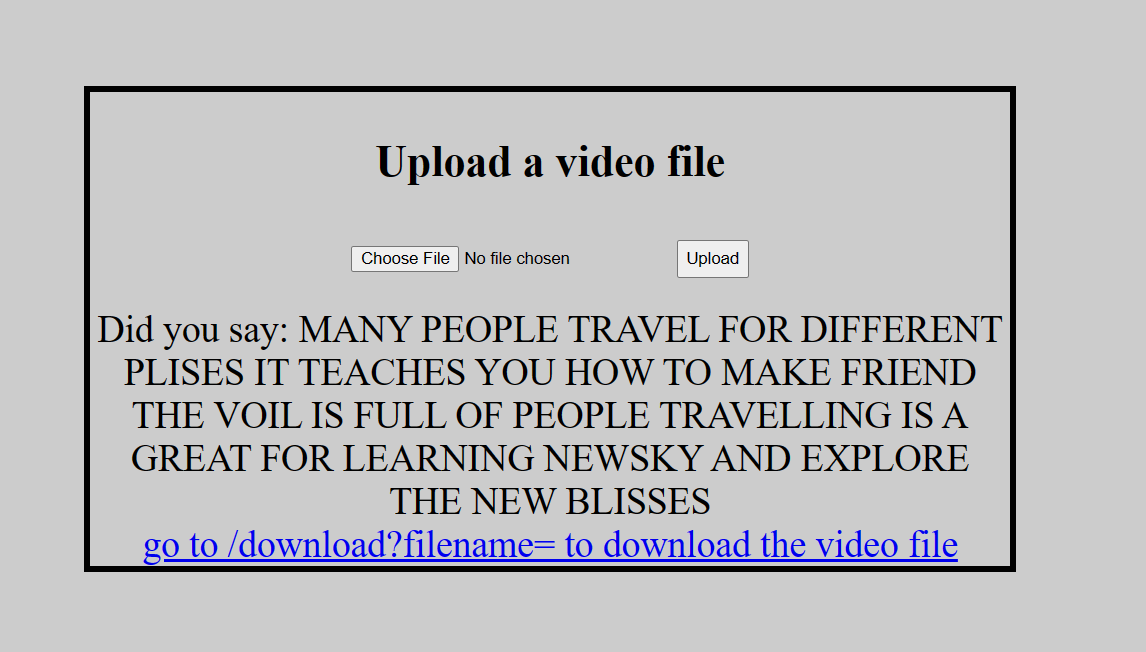 Upload a video file
Choose File No file chosen Upload
Did you say: MANY PEOPLE TRAVEL FOR DIFFERENT
PLISES IT TEACHES YOU HOW TO MAKE FRIEND
THE VOIL IS FULL OF PEOPLE TRAVELLING IS A
GREAT FOR LEARNING NEWSKY AND EXPLORE
THE NEW BLISSES
go to /download?filename= to download the video file